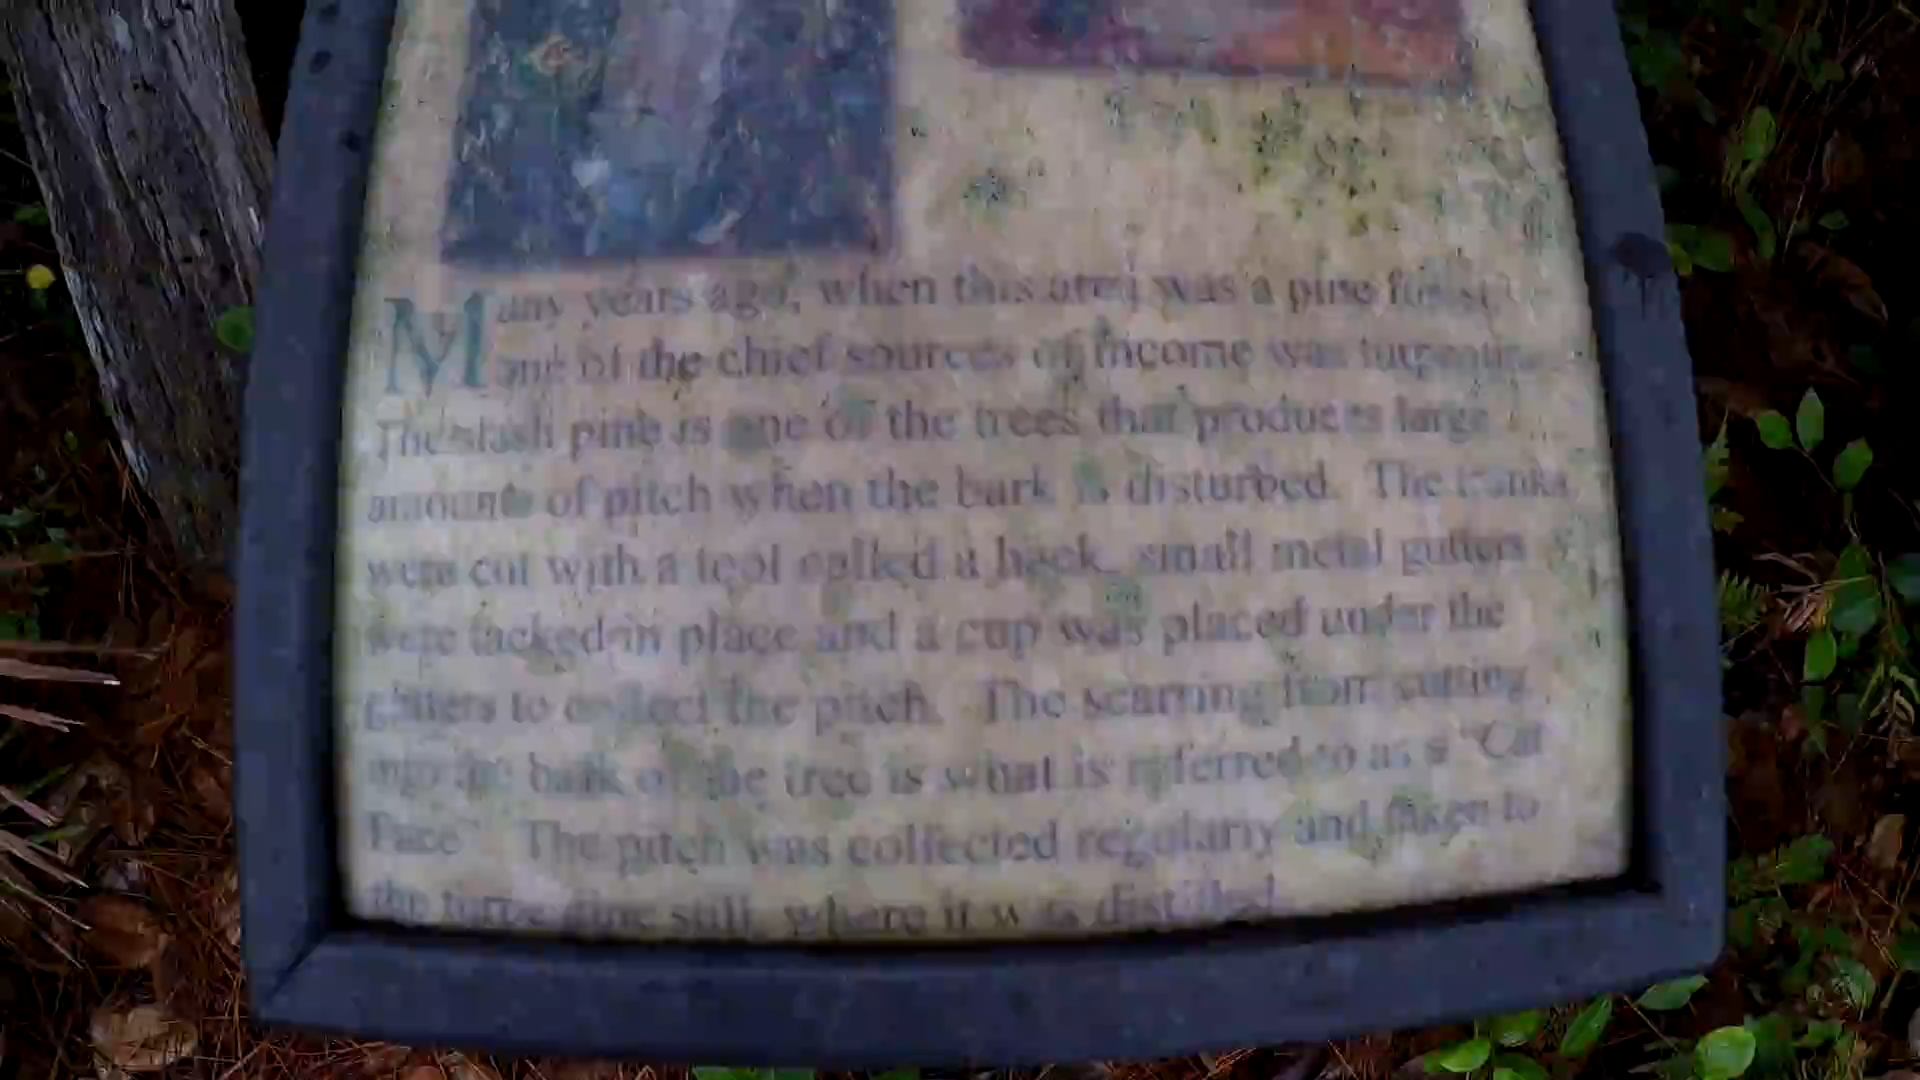 Many years ago, when this area was a pine forest
one of the chief sources of income was turpentine
The slash pine is one of the trees that produces large
amounts of pitch when the bark is disturbed. The trunks
were cut with a tool called a hack, small metal gutters
were tacked in place and a cup was placed under the
gutters to collect the pitch. The scarring from cutting
into the bark of the tree is what is referred to as a "Cat
Face" The pitch was collected regularly and taken to
the turpentine still, where it was distilled